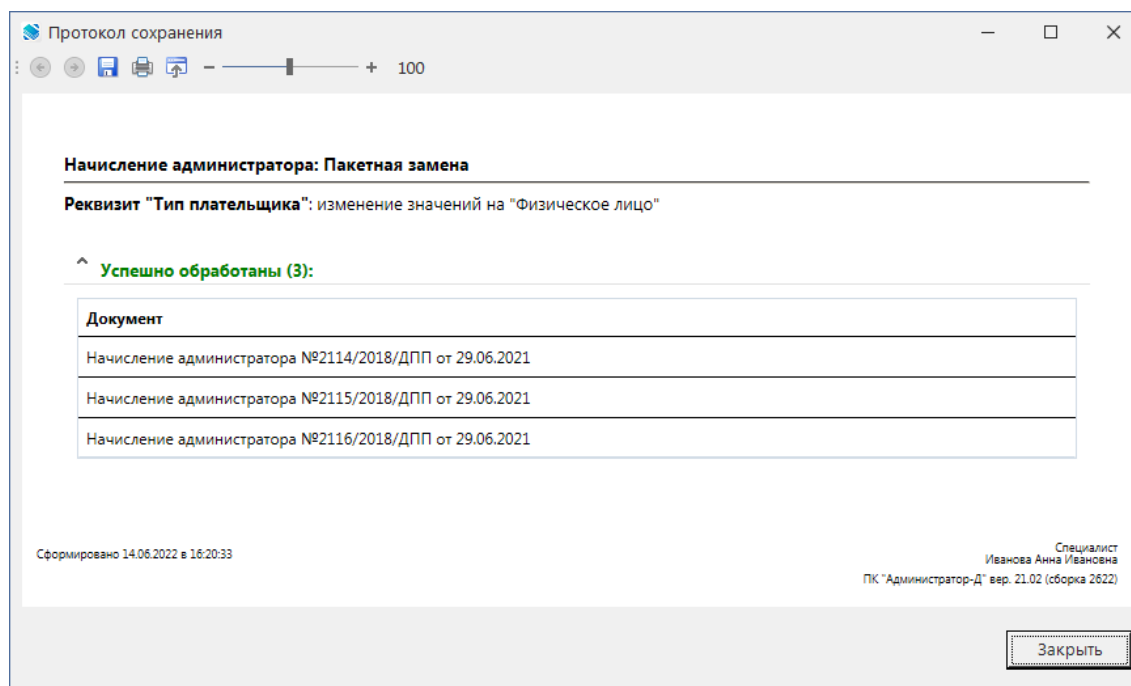 Протокол сохранения
100
Начисление администратора: Пакетная замена
Реквизит "Тип плательщика": изменение значений на "Физическое лицо"
Успешно обработаны (3):
Документ
Начисление администратора №2114/2018/ДПП от 29.06.2021
Начисление администратора №2115/2018/ДПП от 29.06.2021
Начисление администратора №2116/2018/ДПП от 29.06.2021
Сформировано 14.06.2022 в 16:20:33
Специалист
Иванова Анна Ивановна
ПК "Администратор-Д" вер. 21.02 (сборка 2622)
Закрыть